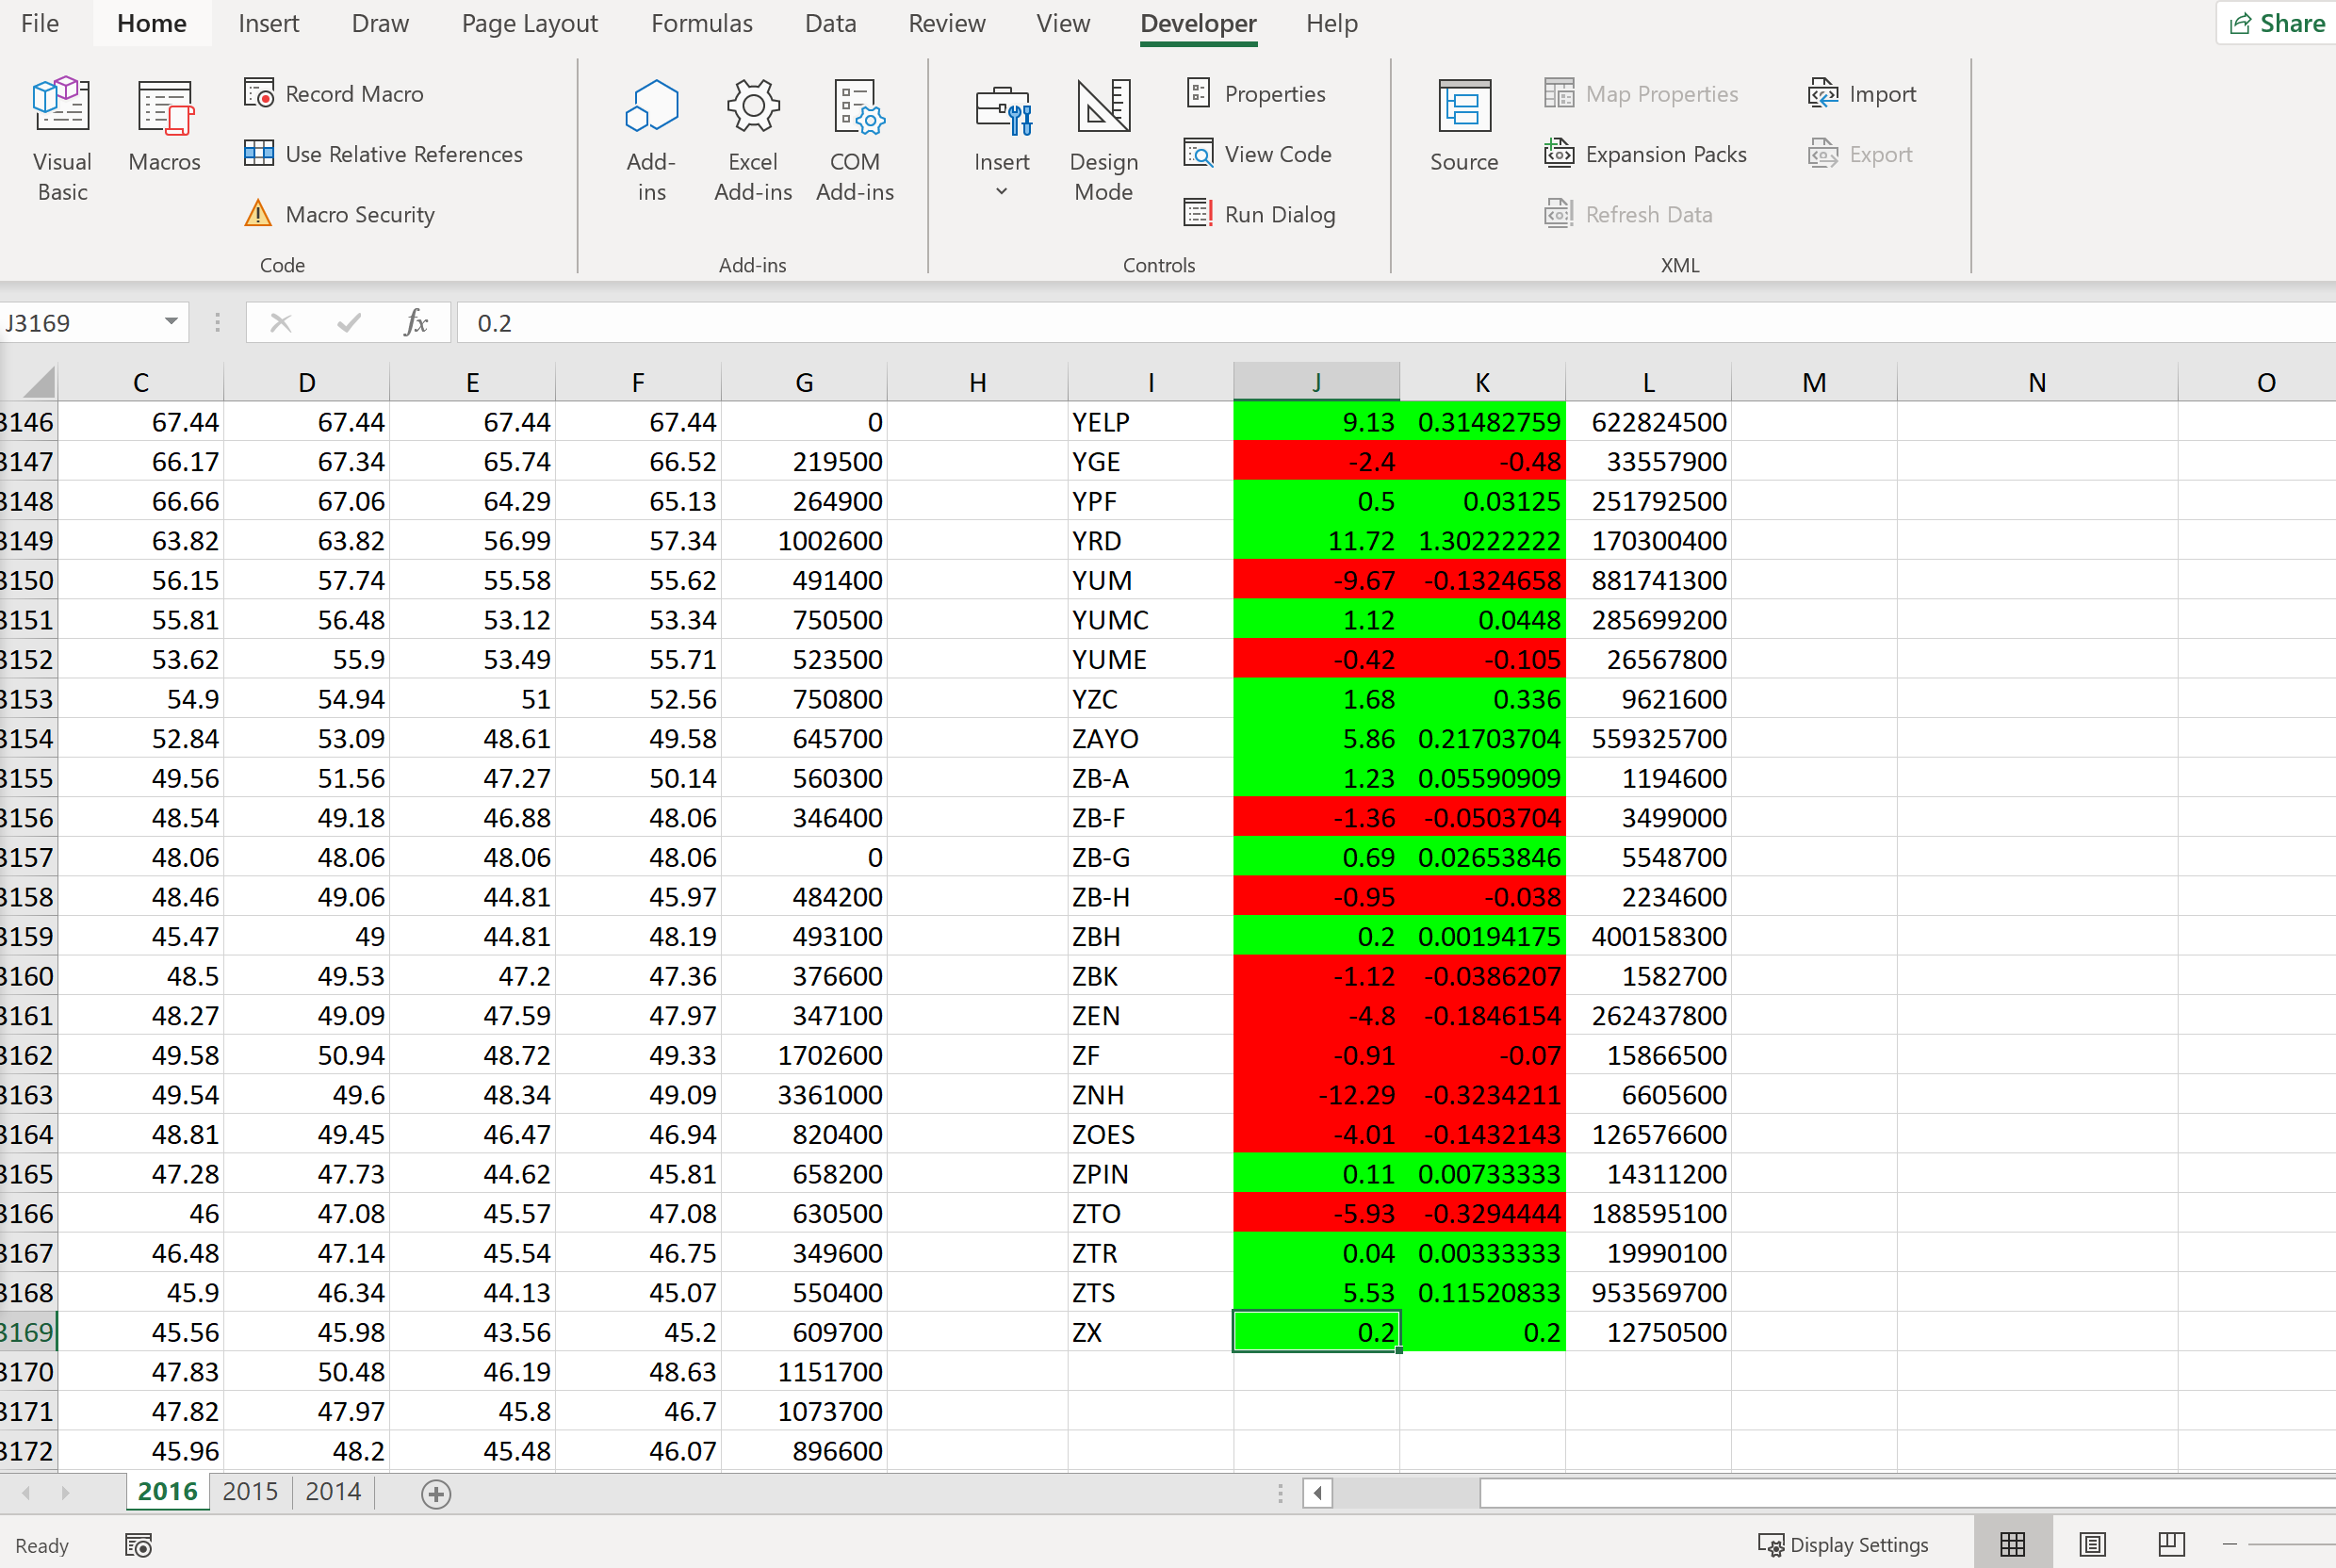 File Home Insert Draw Page Layout Formulas Data Review View Developer Help Share
Visual Basic Macros Record Macro Use Relative References Macro Security Code
Add-ins Excel Add-ins COM Add-ins Add-ins
Insert Design Mode Properties View Code Run Dialog Controls
Source Map Properties Expansion Packs Refresh Data Import Export XML
J3169 fx 0.2
C D E F G H I J K L M N O
3146 67.44 67.44 67.44 67.44 0 YELP 9.13 0.31482759 622824500
3147 66.17 67.34 65.74 66.52 219500 YGE -2.4 -0.48 33557900
3148 66.66 67.06 64.29 65.13 264900 YPF 0.5 0.03125 251792500
3149 63.82 63.82 56.99 57.34 1002600 YRD 11.72 1.30222222 170300400
3150 56.15 57.74 55.58 55.62 491400 YUM -9.67 -0.1324658 881741300
3151 55.81 56.48 53.12 53.34 750500 YUMC 1.12 0.0448 285699200
3152 53.62 55.9 53.49 55.71 523500 YUME -0.42 -0.105 26567800
3153 54.9 54.94 51 52.56 750800 YZC 1.68 0.336 9621600
3154 52.84 53.09 48.61 49.58 645700 ZAYO 5.86 0.21703704 559325700
3155 49.56 51.56 47.27 50.14 560300 ZB-A 1.23 0.05590909 1194600
3156 48.54 49.18 46.88 48.06 346400 ZB-F -1.36 -0.0503704 3499000
3157 48.06 48.06 48.06 48.06 0 ZB-G 0.69 0.02653846 5548700
3158 48.46 49.06 44.81 45.97 484200 ZB-H -0.95 -0.038 2234600
3159 45.47 49 44.81 48.19 493100 ZBH 0.2 0.00194175 400158300
3160 48.5 49.53 47.2 47.36 376600 ZBK -1.12 -0.0386207 1582700
3161 48.27 49.09 47.59 47.97 347100 ZEN -4.8 -0.1846154 262437800
3162 49.58 50.94 48.72 49.33 1702600 ZF -0.91 -0.07 15866500
3163 49.54 49.6 48.34 49.09 3361000 ZNH -12.29 -0.3234211 6605600
3164 48.81 49.45 46.47 46.94 820400 ZOES -4.01 -0.1432143 126576600
3165 47.28 47.73 44.62 45.81 658200 ZPIN 0.11 0.00733333 14311200
3166 46 47.08 45.57 47.08 630500 ZTO -5.93 -0.3294444 188595100
3167 46.48 47.14 45.54 46.75 349600 ZTR 0.04 0.00333333 19990100
3168 45.9 46.34 44.13 45.07 550400 ZTS 5.53 0.11520833 953569700
3169 45.56 45.98 43.56 45.2 609700 ZX 0.2 0.2 12750500
3170 47.83 50.48 46.19 48.63 1151700
3171 47.82 47.97 45.8 46.7 1073700
3172 45.96 48.2 45.48 46.07 896600
2016 2015 2014
Ready Display Settings